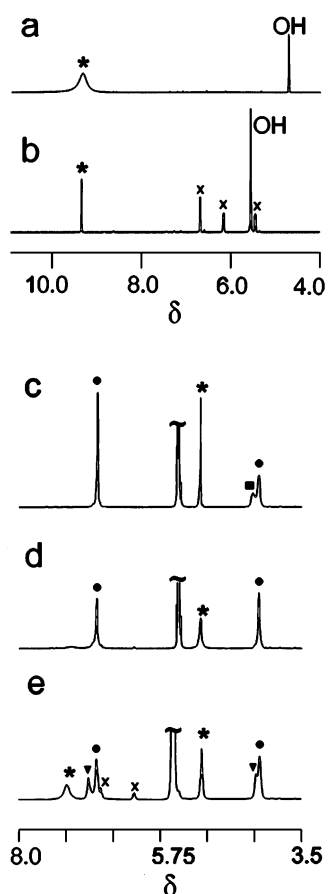 a
* OH
b
* x x OH x
10.0 8.0 6.0 4.0
δ
c
● ~ * ■ ●
d
● ~ * ●
e
* ▼ ● x x ~ * ▼ ●
8.0 5.75 3.5
δ